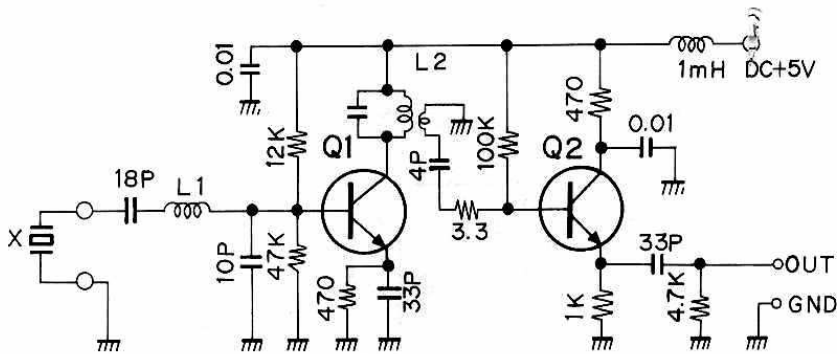 0.01
L2
1mH
DC+5V
470
0.01
12K
Q1
4P
100K
Q2
18P
L1
X
10P
47K
470
33P
3.3
33P
OUT
1K
4.7K
GND